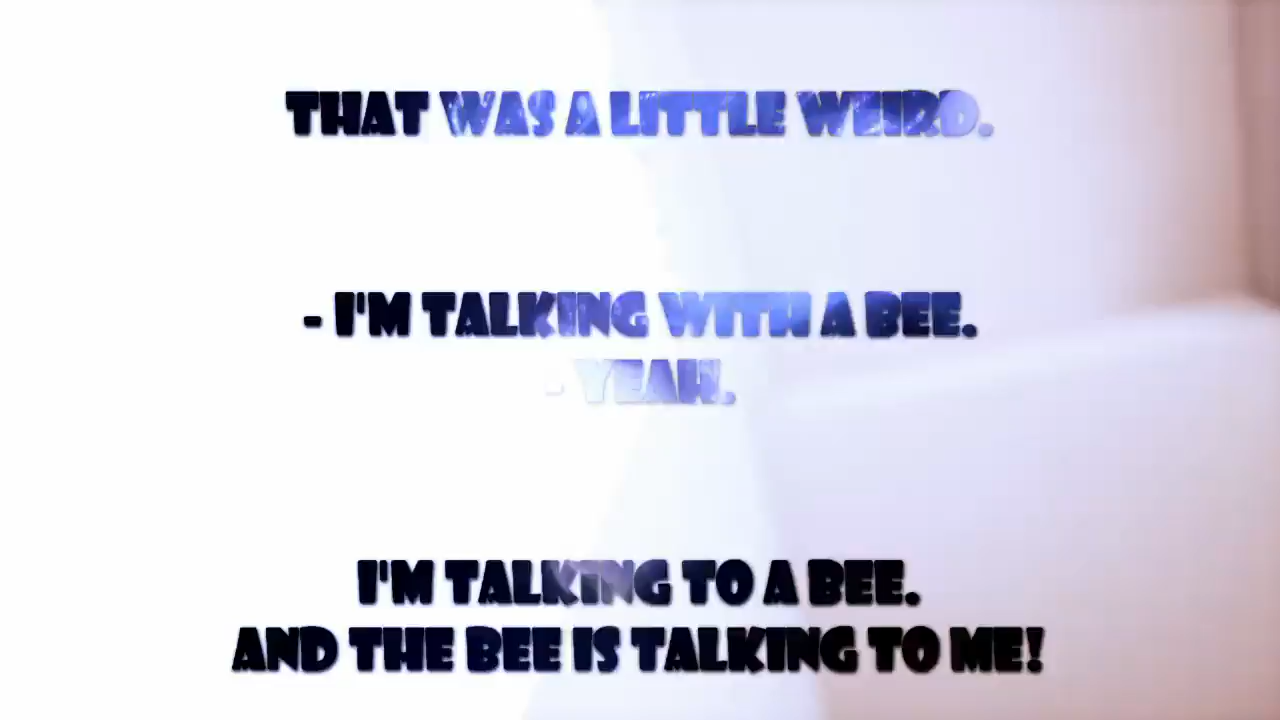 THAT WAS A LITTLE WEIRD.
- I'M TALKING WITH A BEE.
- YEAH.
I'M TALKING TO A BEE.
AND THE BEE IS TALKING TO ME!